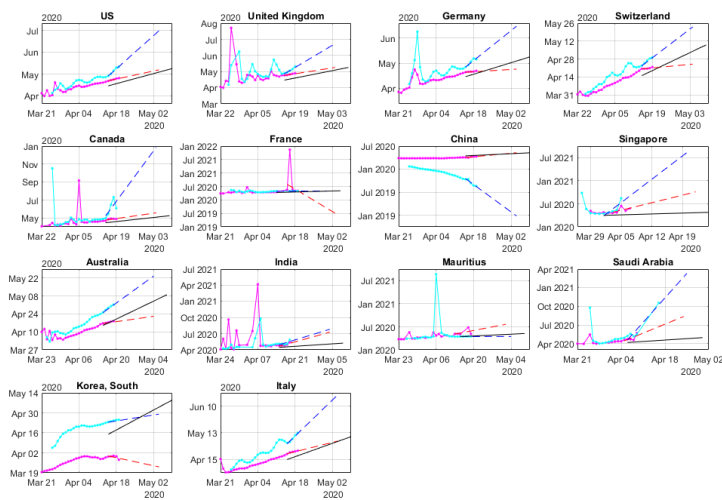 US
2020
Jul
Jun
May
Apr
Mar 21 Apr 04 Apr 18 May 02
2020
United Kingdom
Aug
Jul
Jun
May
Apr
Mar
Mar 21 Apr 04 Apr 18 May 02
2020
Germany
2020
Jul
Jun
May
Apr
Mar 21 Apr 04 Apr 18 May 02
2020
Switzerland
May 26
May 12
Apr 28
Apr 14
Mar 31
Mar 22 Apr 05 Apr 19 May 03
2020
Canada
Jan
Nov
Sep
Jul
May
Mar 22 Apr 05 Apr 19 May 03
2020
France
Jan 2022
Jul 2021
Jan 2021
Jul 2020
Jan 2020
Jul 2019
Jan 2019
Mar 21 Apr 04 Apr 18 May 02
2020
China
Jul 2020
Jan 2020
Jul 2019
Jan 2019
Mar 21 Apr 04 Apr 18 May 02
2020
Singapore
Jul 2021
Jan 2021
Jul 2020
Jan 2020
Mar 29 Apr 05 Apr 12 Apr 19
2020
Australia
2020
May 22
May 08
Apr 24
Apr 10
Mar 27
Mar 23 Apr 06 Apr 20 May 04
2020
India
Jul 2021
Apr 2021
Jan 2021
Oct 2020
Jul 2020
Apr 2020
Mar 24 Apr 07 Apr 21 May 05
2020
Mauritius
Jul 2021
Jan 2021
Jul 2020
Jan 2020
Mar 23 Apr 06 Apr 20 May 04
2020
Saudi Arabia
Apr 2021
Jan 2021
Oct 2020
Jul 2020
Apr 2020
Mar 21 Apr 04 Apr 18 May 02
2020
Korea, South
2020
May 14
Apr 30
Apr 16
Apr 02
Mar 19
Mar 21 Apr 04 Apr 18 May 02
2020
Italy
2020
Jun 10
May 13
Apr 15
Mar 21 Apr 04 Apr 18 May 02
2020